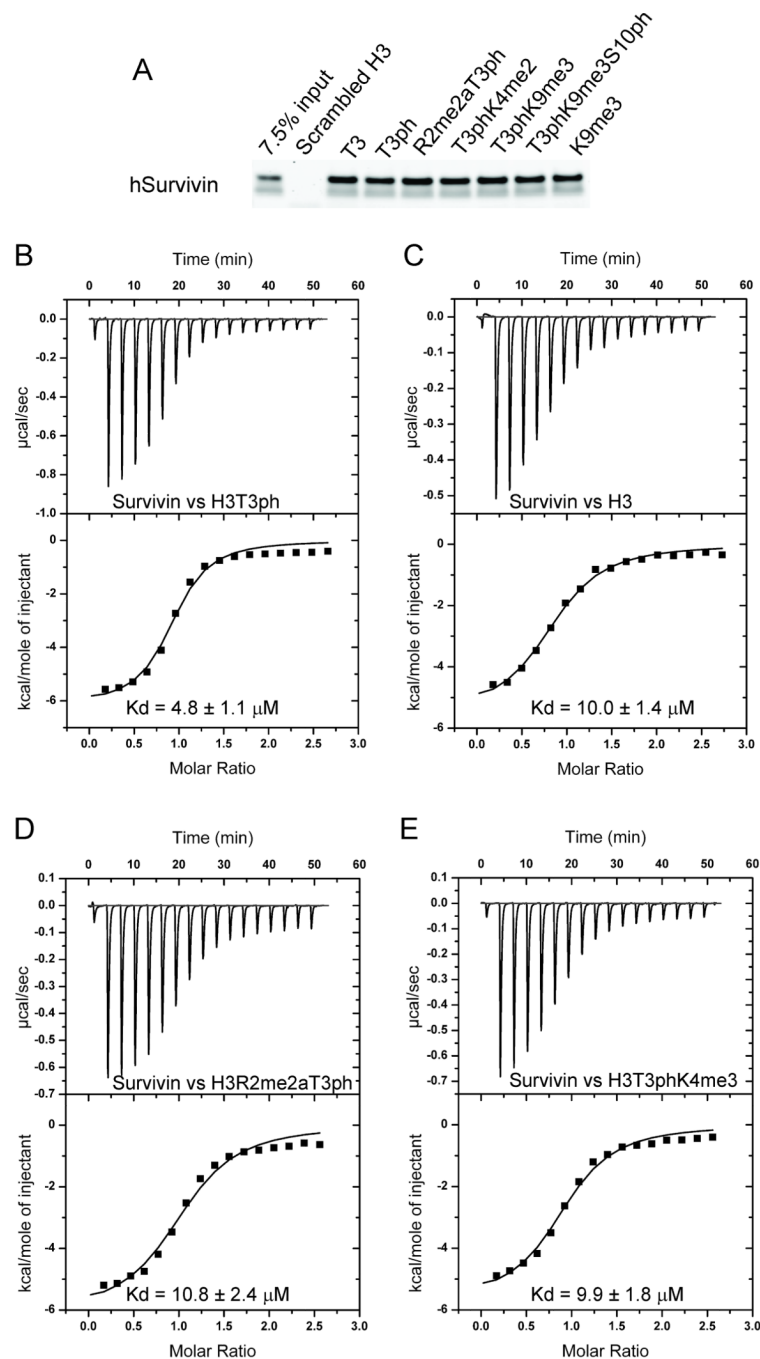 A
7.5% input
Scrambled H3
T3
T3ph
R2me2aT3ph
T3phK4me2
T3phK9me3
T3phK9me3S10ph
K9me3
hSurvivin
B
Time (min)
0 10 20 30 40 50 60
0.0
-0.2
-0.4
-0.6
-0.8
-1.0
µcal/sec
Survivin vs H3T3ph
0
-2
-4
-6
kcal/mole of injectant
Kd = 4.8 ± 1.1 µM
0.0 0.5 1.0 1.5 2.0 2.5 3.0
Molar Ratio
C
Time (min)
0 10 20 30 40 50 60
0.0
-0.1
-0.2
-0.3
-0.4
-0.5
µcal/sec
Survivin vs H3
0
-2
-4
-6
kcal/mole of injectant
Kd = 10.0 ± 1.4 µM
0.0 0.5 1.0 1.5 2.0 2.5 3.0
Molar Ratio
D
Time (min)
0 10 20 30 40 50 60
0.1
0.0
-0.1
-0.2
-0.3
-0.4
-0.5
-0.6
-0.7
µcal/sec
Survivin vs H3R2me2aT3ph
0
-2
-4
-6
kcal/mole of injectant
Kd = 10.8 ± 2.4 µM
0.0 0.5 1.0 1.5 2.0 2.5 3.0
Molar Ratio
E
Time (min)
0 10 20 30 40 50 60
0.1
0.0
-0.1
-0.2
-0.3
-0.4
-0.5
-0.6
-0.7
µcal/sec
Survivin vs H3T3phK4me3
0
-2
-4
-6
kcal/mole of injectant
Kd = 9.9 ± 1.8 µM
0.0 0.5 1.0 1.5 2.0 2.5 3.0
Molar Ratio